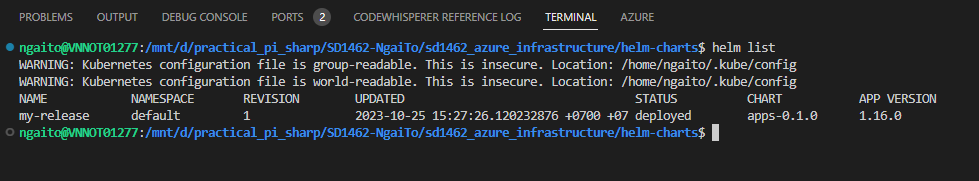 PROBLEMS OUTPUT DEBUG CONSOLE PORTS 2 CODEWHISPERER REFERENCE LOG TERMINAL AZURE
ngaito@VNNOT01277:/mnt/d/practical_pi_sharp/SD1462-NgaiTo/sd1462_azure_infrastructure/helm-charts$ helm list
WARNING: Kubernetes configuration file is group-readable. This is insecure. Location: /home/ngaito/.kube/config
WARNING: Kubernetes configuration file is world-readable. This is insecure. Location: /home/ngaito/.kube/config
NAME NAMESPACE REVISION UPDATED STATUS CHART APP VERSION
my-release default 1 2023-10-25 15:27:26.120232876 +0700 +07 deployed apps-0.1.0 1.16.0
ngaito@VNNOT01277:/mnt/d/practical_pi_sharp/SD1462-NgaiTo/sd1462_azure_infrastructure/helm-charts$